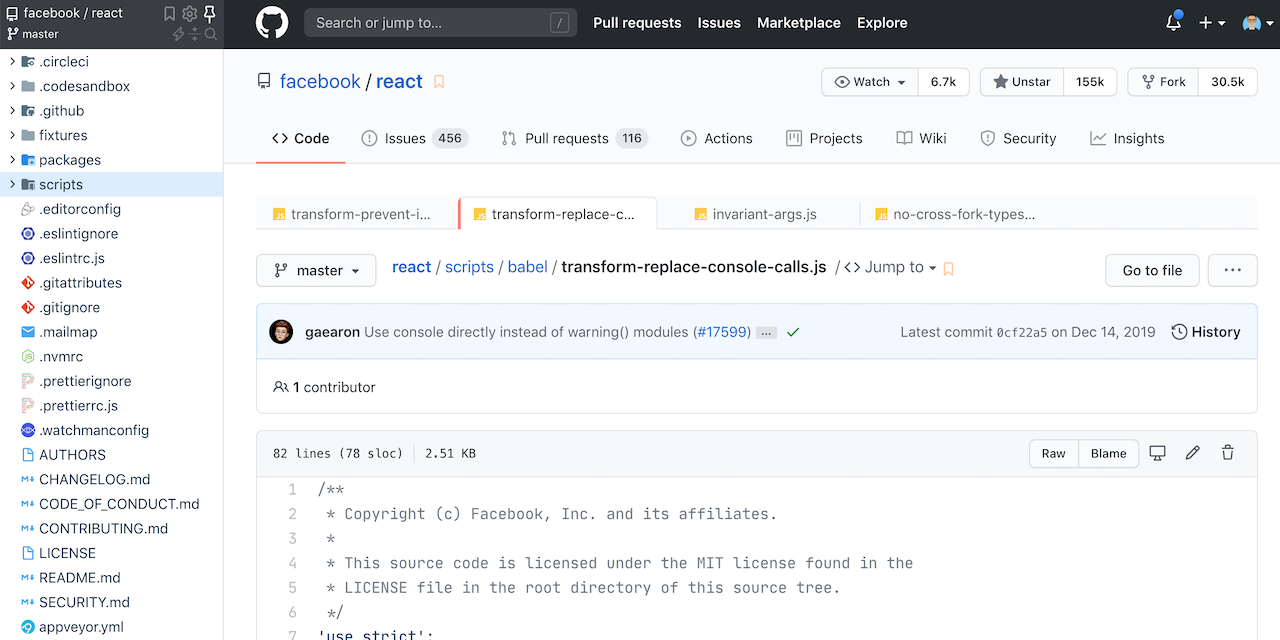 facebook / react
master
.circleci
.codesandbox
.github
fixtures
packages
scripts
.editorconfig
.eslintignore
.eslintrc.js
.gitattributes
.gitignore
.mailmap
.nvmrc
.prettierignore
.prettierrc.js
.watchmanconfig
AUTHORS
CHANGELOG.md
CODE_OF_CONDUCT.md
CONTRIBUTING.md
LICENSE
README.md
SECURITY.md
appveyor.yml
Search or jump to... / Pull requests Issues Marketplace Explore
facebook / react Watch 6.7k Unstar 155k Fork 30.5k
Code Issues 456 Pull requests 116 Actions Projects Wiki Security Insights
transform-prevent-i... transform-replace-c... invariant-args.js no-cross-fork-types...
master react / scripts / babel / transform-replace-console-calls.js / <> Jump to Go to file ...
gaearon Use console directly instead of warning() modules (#17599) ... Latest commit 0cf22a5 on Dec 14, 2019 History
1 contributor
82 lines (78 sloc) 2.51 KB Raw Blame
1 /**
2 * Copyright (c) Facebook, Inc. and its affiliates.
3 *
4 * This source code is licensed under the MIT license found in the
5 * LICENSE file in the root directory of this source tree.
6 */
7 'use strict';